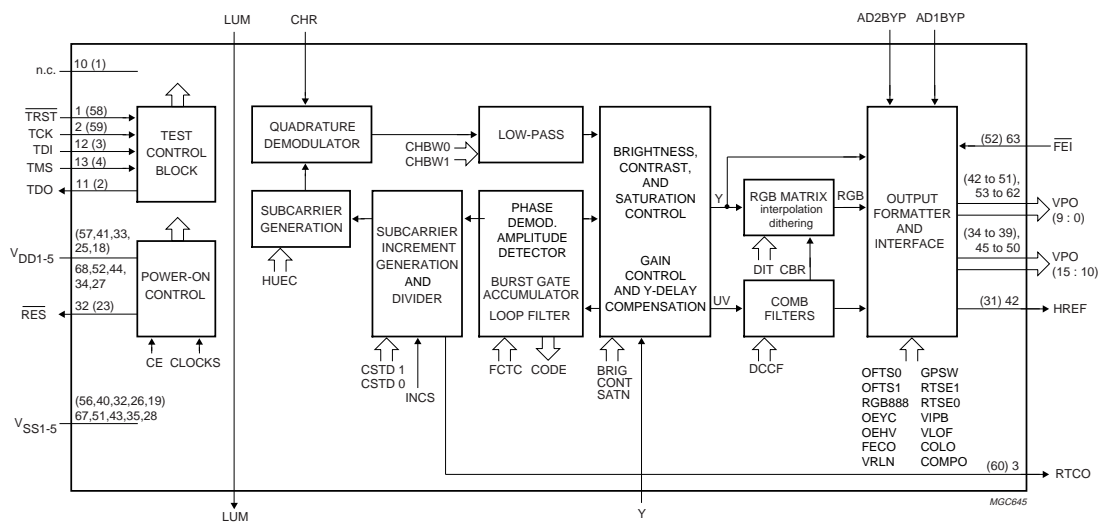 LUM
CHR
AD2BYP AD1BYP
n.c.
10 (1)
TRST
1 (58)
TCK
2 (59)
TDI
12 (3)
TMS
13 (4)
TDO
11 (2)
TEST
CONTROL
BLOCK
VDD1-5
(57,41,33,
25,18)
68,52,44,
34,27
RES
32 (23)
POWER-ON
CONTROL
CE CLOCKS
VSS1-5
(56,40,32,26,19)
67,51,43,35,28
LUM
QUADRATURE
DEMODULATOR
SUBCARRIER
GENERATION
HUEC
CHBW0
CHBW1
LOW-PASS
SUBCARRIER
INCREMENT
GENERATION
AND
DIVIDER
CSTD 1
CSTD 0
INCS
PHASE
DEMOD.
AMPLITUDE
DETECTOR
BURST GATE
ACCUMULATOR
LOOP FILTER
FCTC
CODE
BRIGHTNESS,
CONTRAST,
AND
SATURATION
CONTROL
GAIN
CONTROL
AND Y-DELAY
COMPENSATION
BRIG
CONT
SATN
Y
Y
UV
RGB MATRIX
interpolation
dithering
RGB
DIT CBR
COMB
FILTERS
DCCF
OUTPUT
FORMATTER
AND
INTERFACE
OFTS0 GPSW
OFTS1 RTSE1
RGB888 RTSE0
OEYC VIPB
OEHV VLOF
FECO COLO
VRLN COMPO
(52) 63
FEI
(42 to 51),
53 to 62
VPO
(9 : 0)
(34 to 39),
45 to 50
VPO
(15 : 10)
(31) 42
HREF
(60) 3
RTCO
MGC645